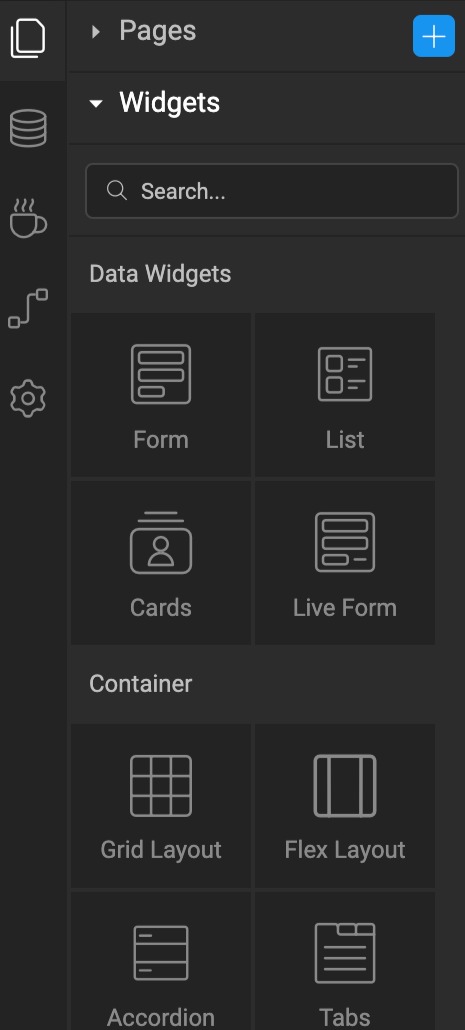 Pages
Widgets
Search...
Data Widgets
Form
List
Cards
Live Form
Container
Grid Layout
Flex Layout
Accordion
Tabs